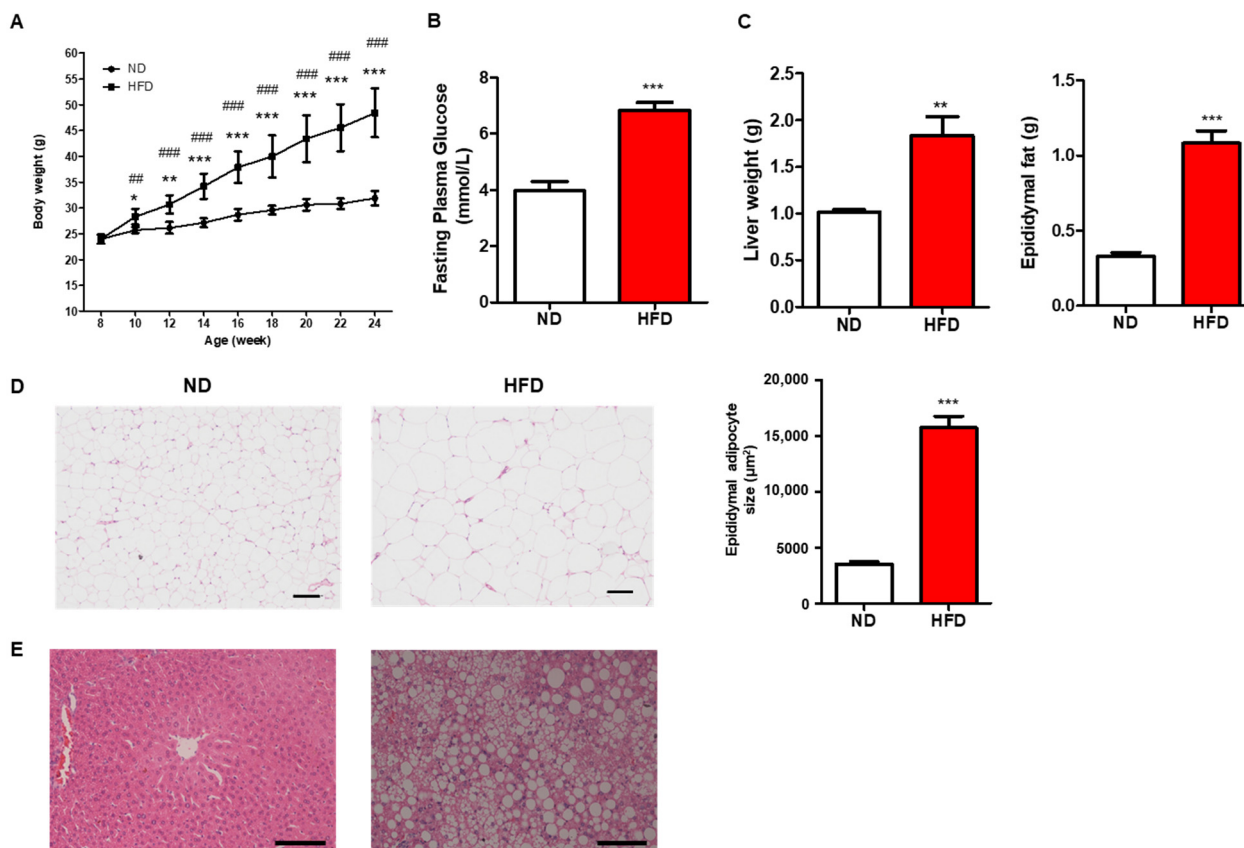 A
60
55
50
45
40
35
30
25
20
15
10
Body weight (g)
ND
HFD
##
###
###
###
###
###
###
###
*
**
***
***
***
***
***
***
8 10 12 14 16 18 20 22 24
Age (week)
B
Fasting Plasma Glucose
(mmol/L)
8
6
4
2
0
***
ND HFD
C
Liver weight (g)
2.5
2.0
1.5
1.0
0.5
0.0
**
ND HFD
Epididymal fat (g)
1.5
1.0
0.5
0.0
***
ND HFD
D
ND HFD
Epididymal adipocyte
size (µm²)
20,000
15,000
10,000
5000
0
***
ND HFD
E